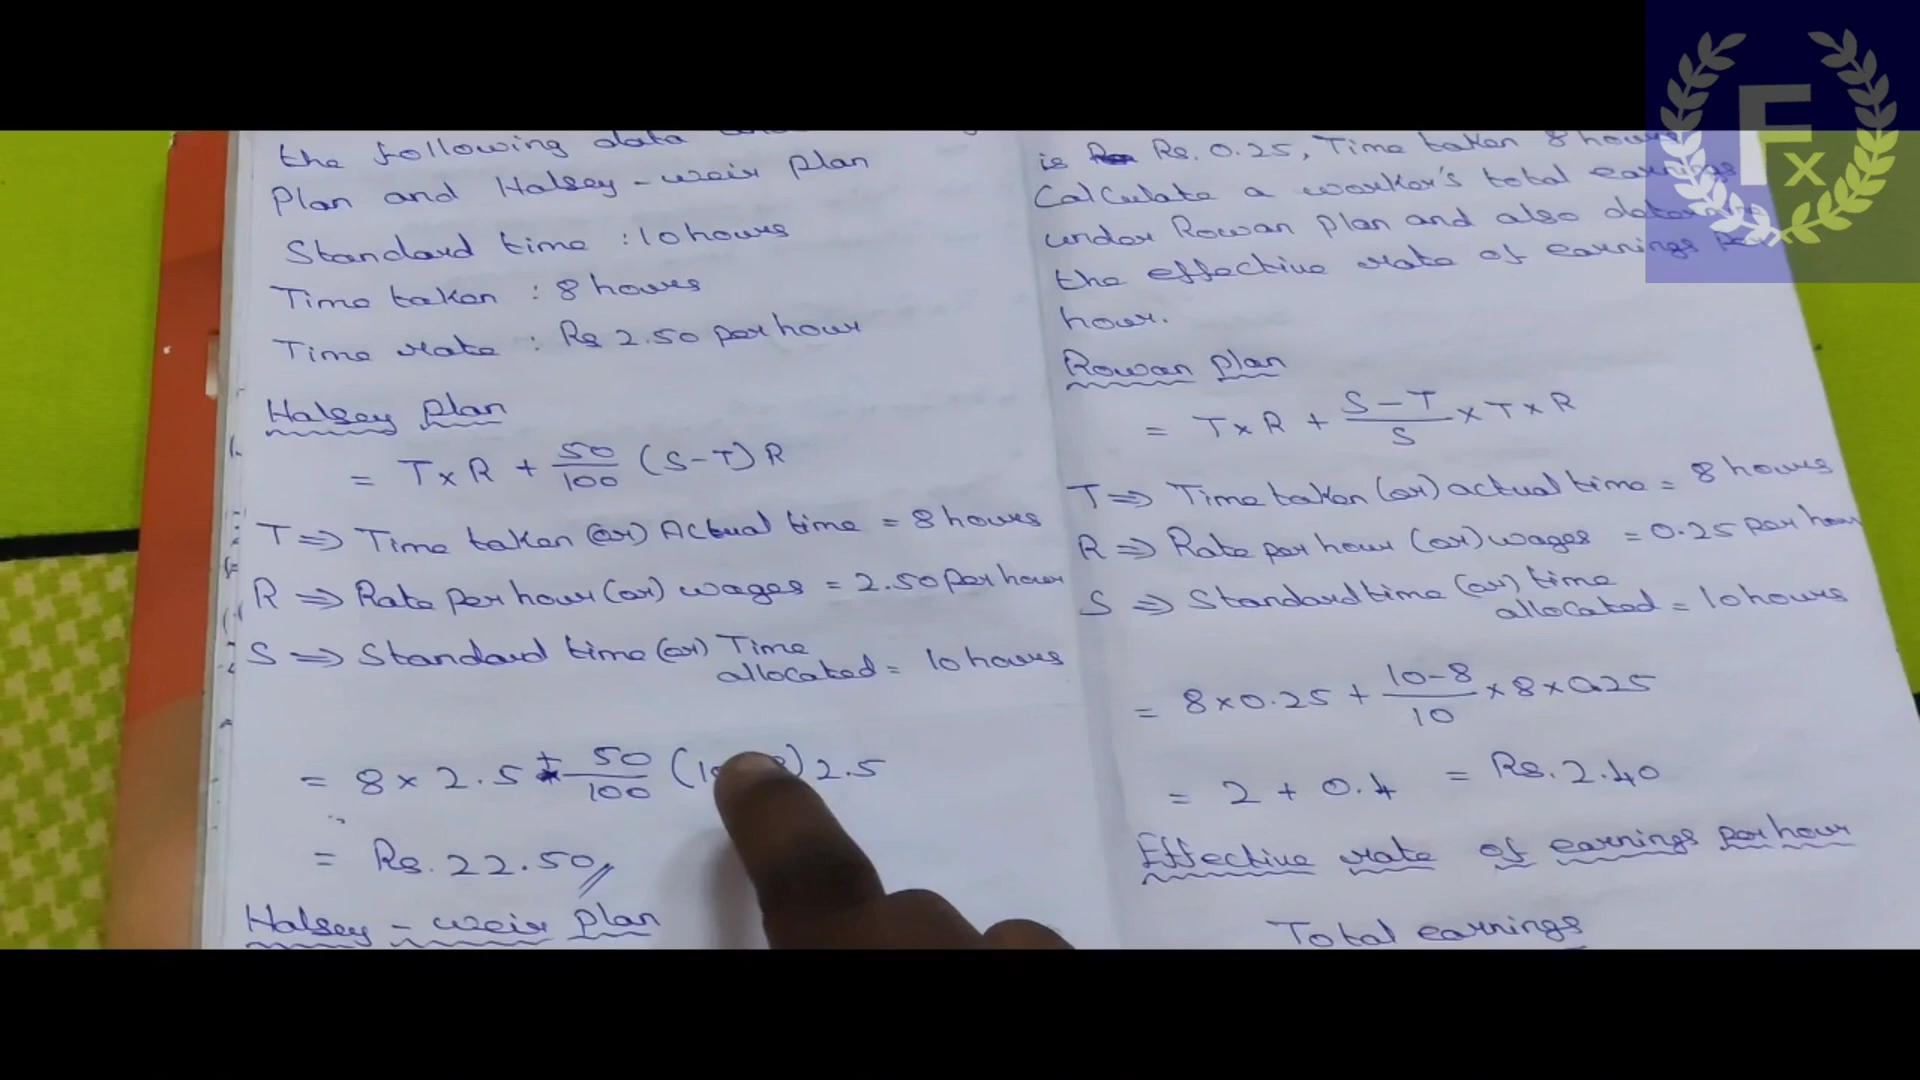 the following data
Plan and Halsey - weir plan
Standard time : 10 hours
Time taken : 8 hours
Time rate : Rs 2.50 per hour
Halsey Plan
= T x R + 50/100 (S-T) R
T => Time taken (or) Actual time = 8 hours
R => Rate per hour (or) wages = 2.50 per hour
S => Standard time (or) Time
allocated = 10 hours
= 8 x 2.5 + 50/100 (10 8) 2.5
= Rs. 22.50//
Halsey - weir plan
is Rs. 0.25, Time taken 8 hours
Calculate a worker's total earnings
under Rowan plan and also
the effective rate of earnings per
hour.
Rowan plan
= T x R + S - T/S x T x R
T => Time taken (or) actual time = 8 hours
R => Rate per hour (or) wages = 0.25 per hour
S => Standard time (or) time
allocated = 10 hours
= 8 x 0.25 + 10-8/10 x 8 x 0.25
= 2 + 0.4 = Rs. 2.40
Effective rate of earnings per hour
Total earnings
Fx